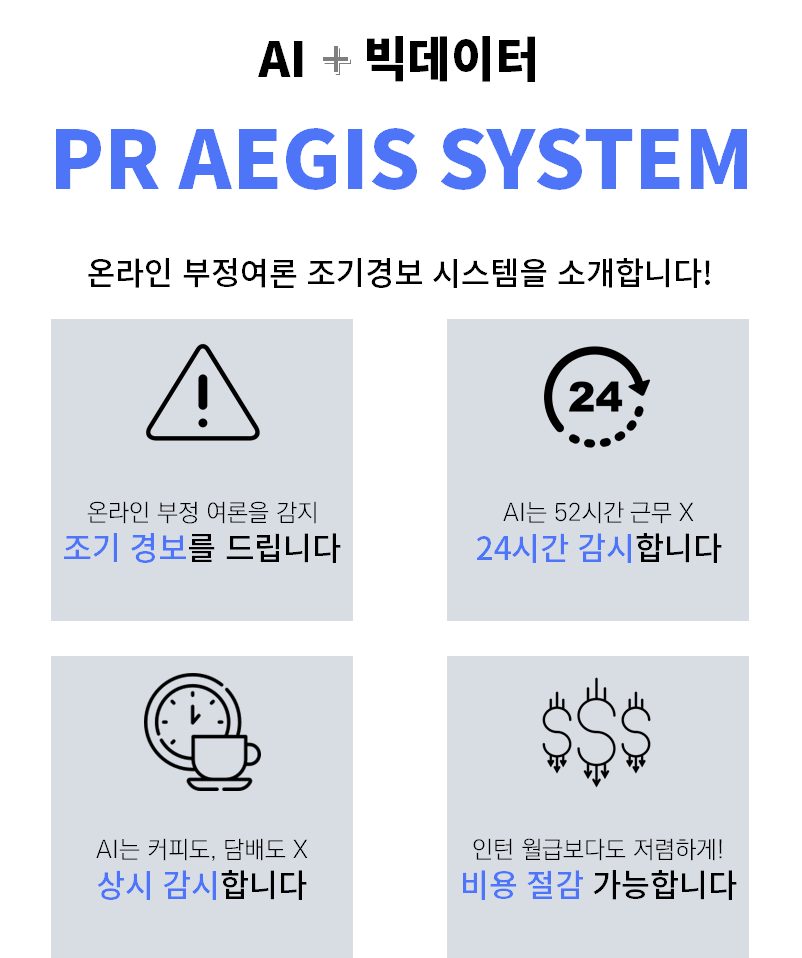 AI + 빅데이터
PR AEGIS SYSTEM
온라인 부정여론 조기경보 시스템을 소개합니다!
온라인 부정 여론을 감지
조기 경보를 드립니다
24
AI는 52시간 근무 X
24시간 감시합니다
AI는 커피도, 담배도 X
상시 감시합니다
인턴 월급보다도 저렴하게!
비용 절감 가능합니다